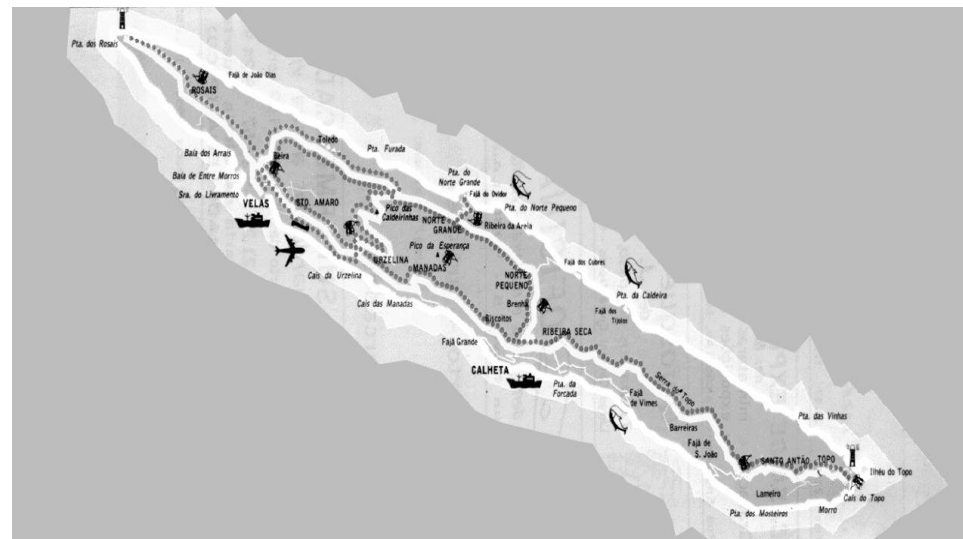 Pta. dos Rosais
Fajã de João Dias
ROSAIS
Toledo
Pta. Furada
Baía dos Arrais
Beira
Baía de Entre Morros
Pta. do
Norte Grande
Sra. do Livramento
Fajã do Ouvidor
VELAS
STO. AMARO
Pico das
Caldeirinhas
Pta. do Norte Pequeno
NORTE
GRANDE
Ribeira da Areia
Pico da Esperança
URZELINA
MANADAS
Fajã dos Cubres
Cais da Urzelina
NORTE
PEQUENO
Pta. da Caldeira
Cais das Manadas
Brenha
Fajã dos
Tijolos
Biscoitos
RIBEIRA SECA
Fajã Grande
CALHETA
Serra do Topo
Pta. da
Forcada
Fajã
de Vimes
Pta. das Vinhas
Barreiras
Fajã de
S. João
SANTO ANTÃO
TOPO
Ilhéu do Topo
Lameiro
Cais do Topo
Pta. dos Mosteiros
Morro